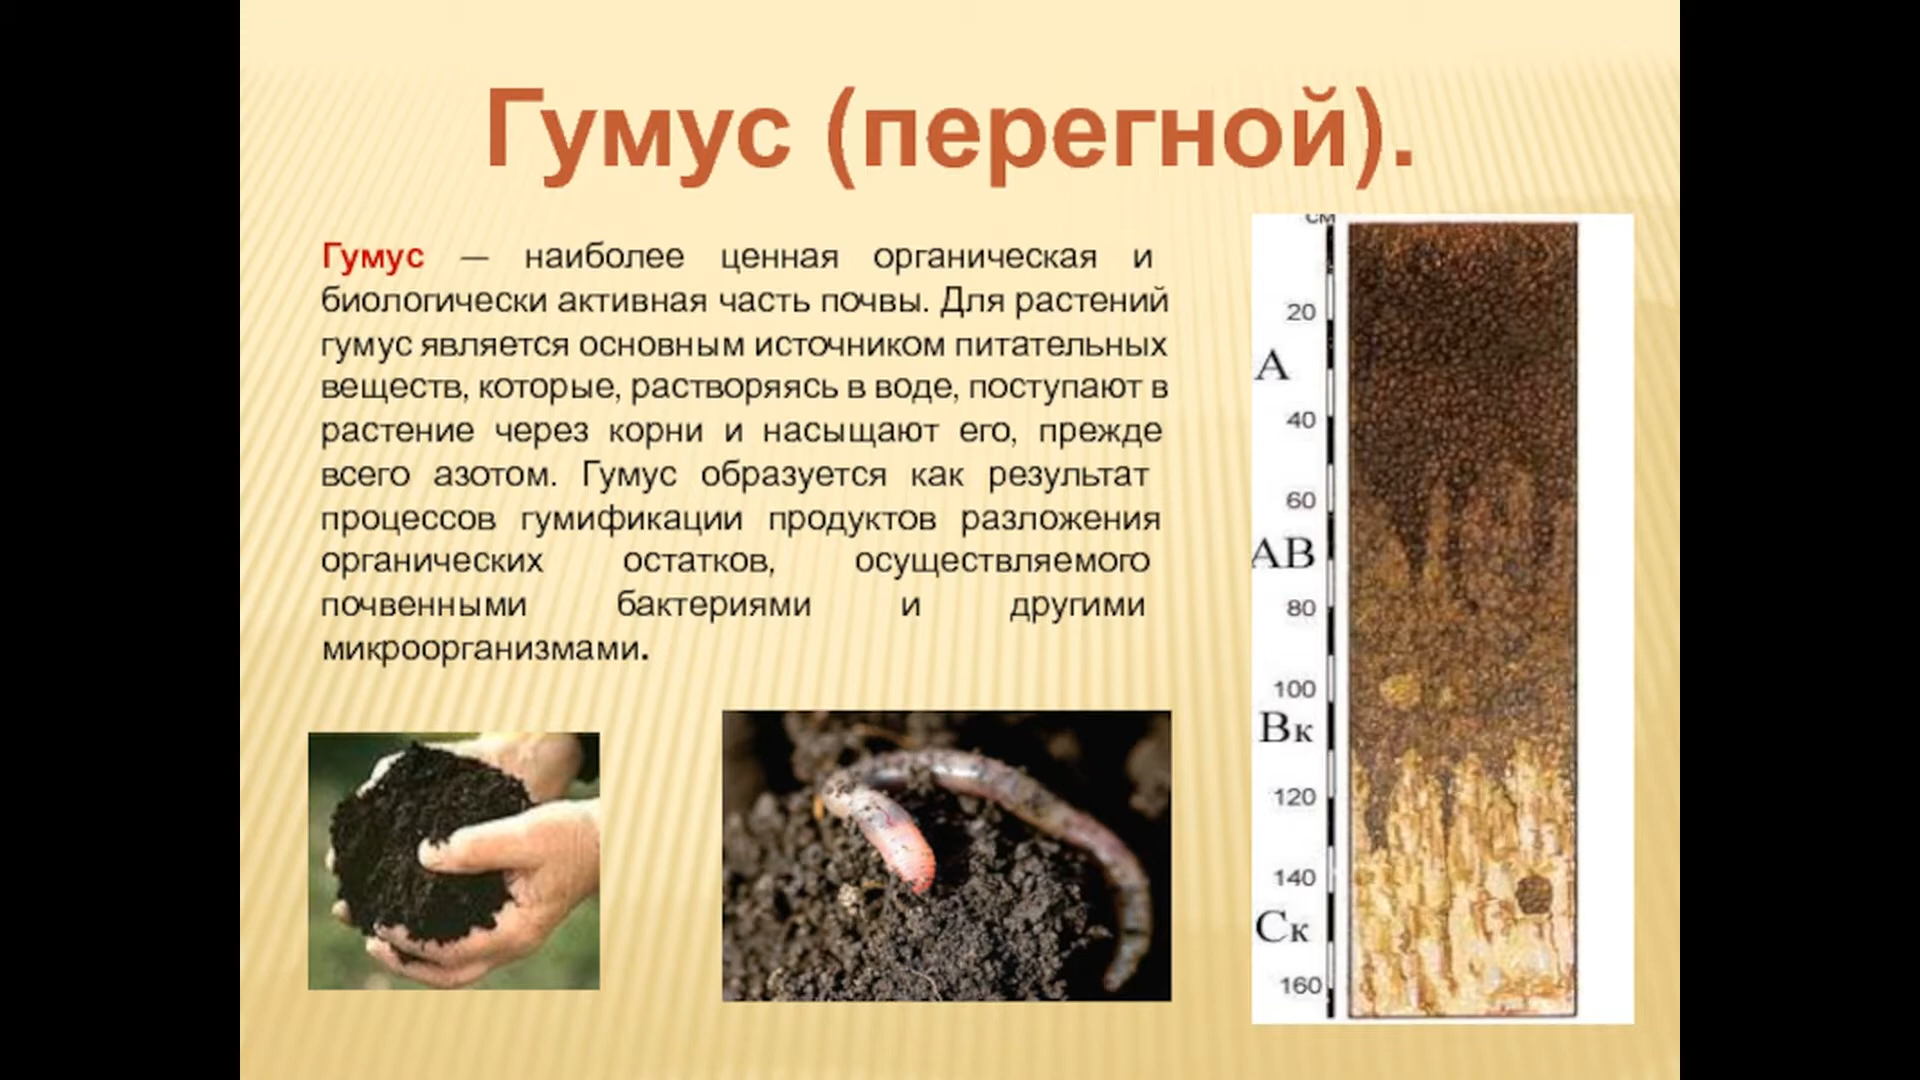 Гумус (перегной).
Гумус — наиболее ценная органическая и
биологически активная часть почвы. Для растений
гумус является основным источником питательных
веществ, которые, растворяясь в воде, поступают в
растение через корни и насыщают его, прежде
всего азотом. Гумус образуется как результат
процессов гумификации продуктов разложения
органических остатков, осуществляемого
почвенными бактериями и другими
микроорганизмами.
см
20
А
40
60
АВ
80
100
Вк
120
140
Ск
160